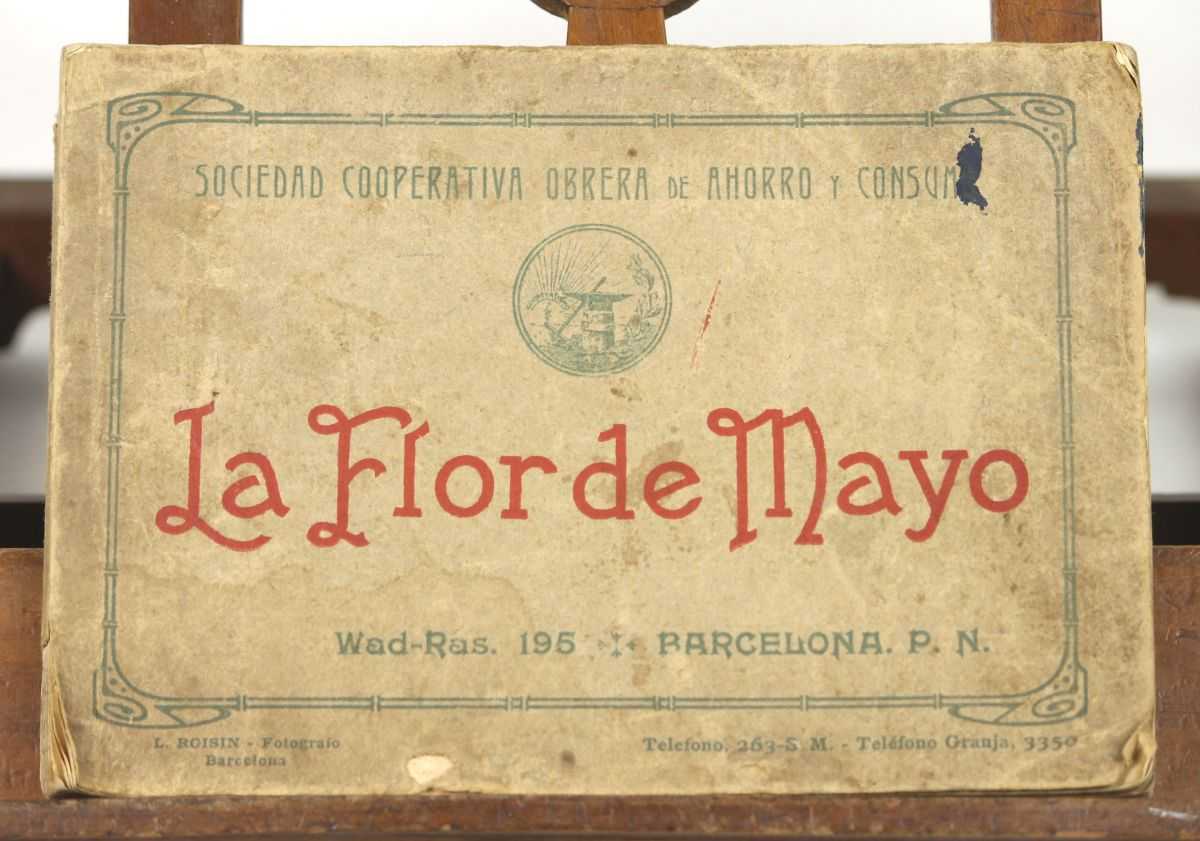 SOCIEDAD COOPERATIVA OBRERA DE AHORRO Y CONSUM
La Flor de Mayo
Wad-Ras. 195 BARCELONA. P. N.
L. ROISIN - Fotografo
Barcelona
Telefono, 263-S M. - Teléfono Granja, 3350